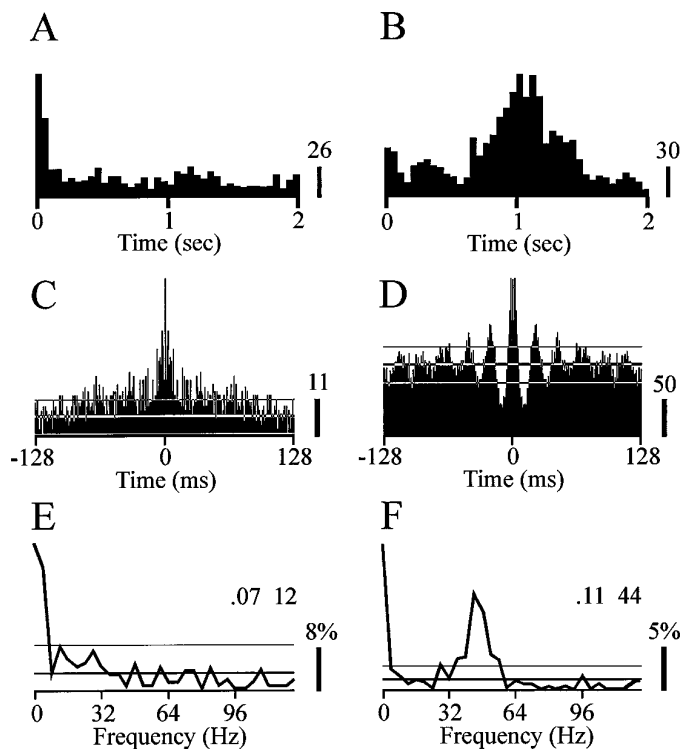 A
B
26
30
0 1 2
0 1 2
Time (sec)
Time (sec)
C
D
11
50
-128 0 128
-128 0 128
Time (ms)
Time (ms)
E
F
.07 12
.11 44
8%
5%
0 32 64 96
0 32 64 96
Frequency (Hz)
Frequency (Hz)